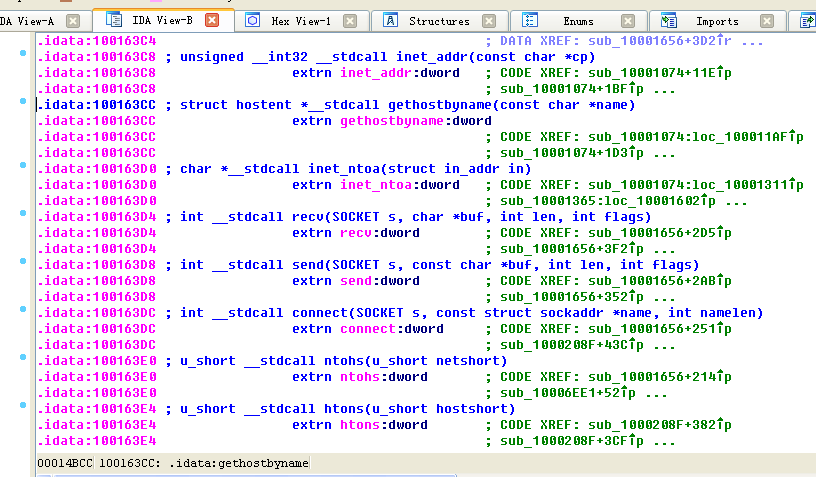 DA View-A IDA View-B Hex View-1 Structures Enums Imports
.idata:100163C4 ; DATA XREF: sub_10001656+3D2↑r ...
.idata:100163C8 ; unsigned __int32 __stdcall inet_addr(const char *cp)
.idata:100163C8 extrn inet_addr:dword ; CODE XREF: sub_10001074+11E↑p
.idata:100163C8 ; sub_10001074+1BF↑p ...
.idata:100163CC ; struct hostent *__stdcall gethostbyname(const char *name)
.idata:100163CC extrn gethostbyname:dword
.idata:100163CC ; CODE XREF: sub_10001074:loc_100011AF↑p
.idata:100163CC ; sub_10001074+1D3↑p ...
.idata:100163D0 ; char *__stdcall inet_ntoa(struct in_addr in)
.idata:100163D0 extrn inet_ntoa:dword ; CODE XREF: sub_10001074:loc_10001311↑p
.idata:100163D0 ; sub_10001365:loc_10001602↑p ...
.idata:100163D4 ; int __stdcall recv(SOCKET s, char *buf, int len, int flags)
.idata:100163D4 extrn recv:dword ; CODE XREF: sub_10001656+2D5↑p
.idata:100163D4 ; sub_10001656+3F2↑p ...
.idata:100163D8 ; int __stdcall send(SOCKET s, const char *buf, int len, int flags)
.idata:100163D8 extrn send:dword ; CODE XREF: sub_10001656+2AB↑p
.idata:100163D8 ; sub_10001656+352↑p ...
.idata:100163DC ; int __stdcall connect(SOCKET s, const struct sockaddr *name, int namelen)
.idata:100163DC extrn connect:dword ; CODE XREF: sub_10001656+251↑p
.idata:100163DC ; sub_1000208F+43C↑p ...
.idata:100163E0 ; u_short __stdcall ntohs(u_short netshort)
.idata:100163E0 extrn ntohs:dword ; CODE XREF: sub_10001656+214↑p
.idata:100163E0 ; sub_10006EE1+52↑p ...
.idata:100163E4 ; u_short __stdcall htons(u_short hostshort)
.idata:100163E4 extrn htons:dword ; CODE XREF: sub_1000208F+382↑p
.idata:100163E4 ; sub_1000208F+3CF↑p ...
00014BCC 100163CC: .idata:gethostbyname